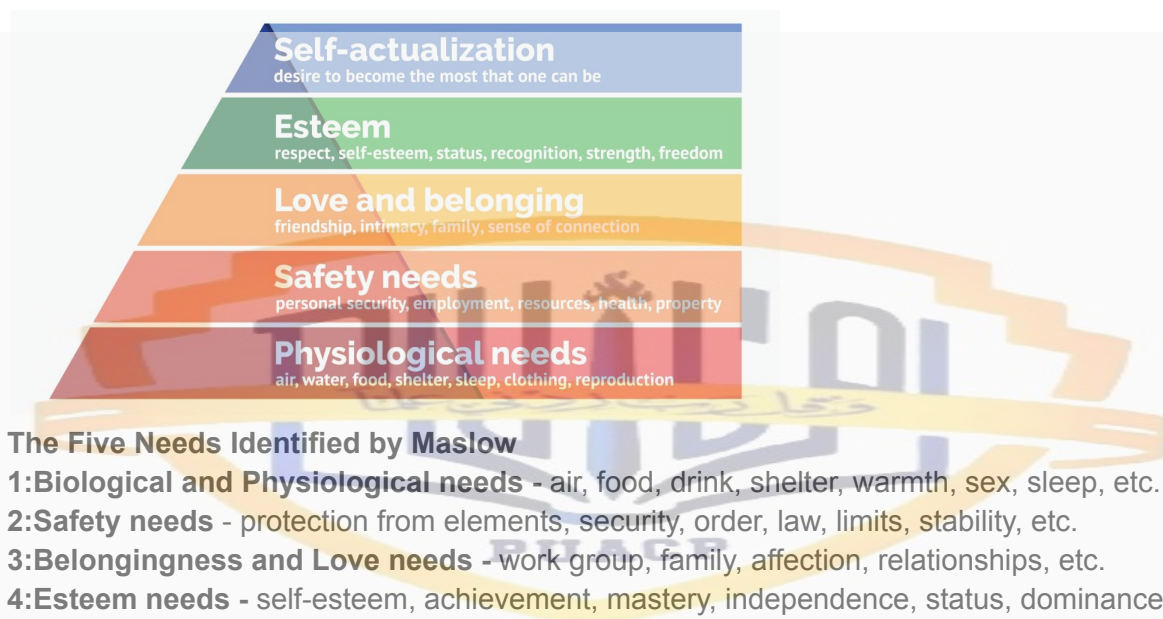 Self-actualization
desire to become the most that one can be
Esteem
respect, self-esteem, status, recognition, strength, freedom
Love and belonging
friendship, intimacy, family, sense of connection
Safety needs
personal security, employment, resources, health, property
Physiological needs
air, water, food, shelter, sleep, clothing, reproduction
The Five Needs Identified by Maslow
1:Biological and Physiological needs - air, food, drink, shelter, warmth, sex, sleep, etc.
2:Safety needs - protection from elements, security, order, law, limits, stability, etc.
3:Belongingness and Love needs - work group, family, affection, relationships, etc.
4:Esteem needs - self-esteem, achievement, mastery, independence, status, dominance